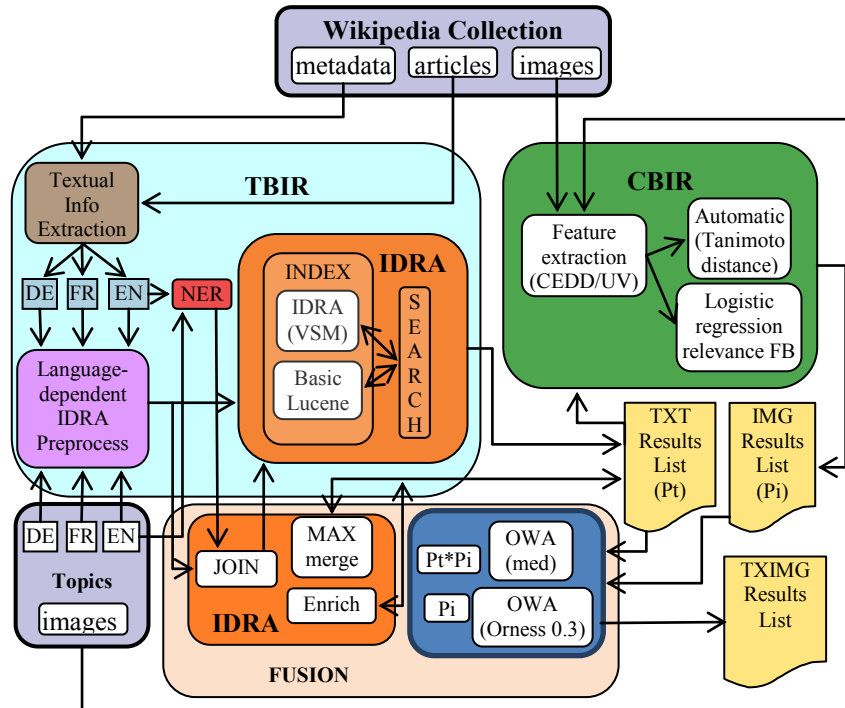 Wikipedia Collection
metadata
articles
images
TBIR
Textual
Info
Extraction
DE
FR
EN
NER
Language-
dependent
IDRA
Preprocess
IDRA
INDEX
IDRA
(VSM)
Basic
Lucene
S
E
A
R
C
H
CBIR
Feature
extraction
(CEDD/UV)
Automatic
(Tanimoto
distance)
Logistic
regression
relevance FB
TXT
Results
List
(Pt)
IMG
Results
List
(Pi)
DE
FR
EN
Topics
images
JOIN
MAX
merge
Enrich
IDRA
FUSION
Pt*Pi
OWA
(med)
Pi
OWA
(Orness 0.3)
TXIMG
Results
List